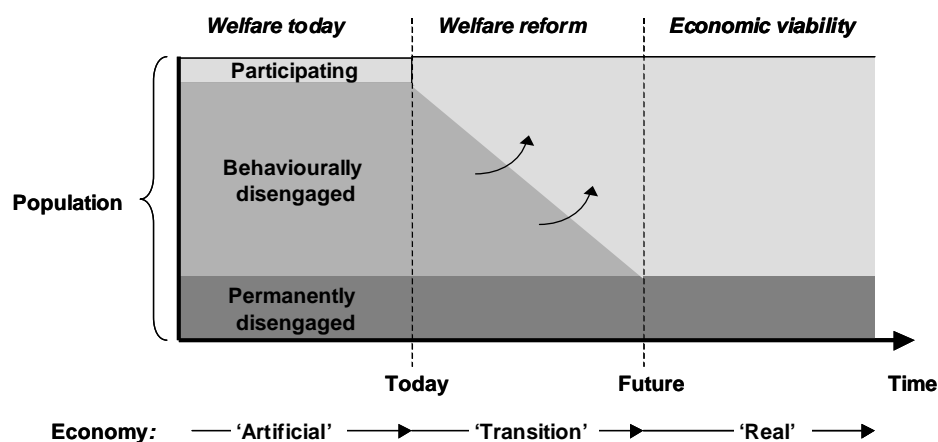 Welfare today
Welfare reform
Economic viability
Participating
Behaviourally
disengaged
Population
Permanently
disengaged
Today
Future
Time
Economy:
‘Artificial’
‘Transition’
‘Real’